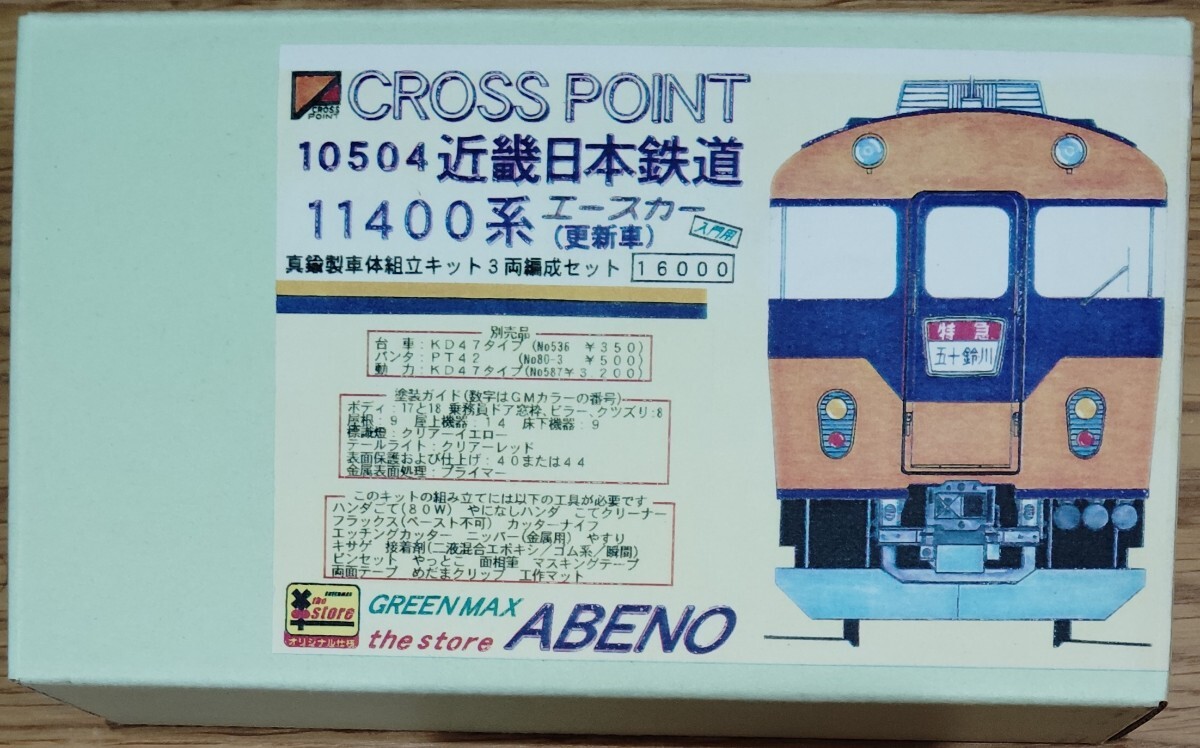 CROSS POINT
CROSS POINT
10504 近畿日本鉄道
11400系 エースカー
(更新車)
入門用
真鍮製車体組立キット3両編成セット 16000
別売品
台 車:KD47タイプ(No536 ¥350)
パンタ:PT42 (No80-3 ¥500)
動 力:KD47タイプ(No587¥3,200)
塗装ガイド(数字はGMカラーの番号)
ボディ:17と18 乗務員ドア窓枠、ピラー、クツズリ:8
屋根:9 屋上機器:14 床下機器:9
標識燈:クリアーイエロー
テールライト:クリアーレッド
表面保護および仕上げ:40または44
金属表面処理:プライマー
このキットの組み立てには以下の工具が必要です
ハンダごて(80W) やになしハンダ こてクリーナー
フラックス(ペースト不可) カッターナイフ
エッチングカッター ニッパー(金属用) やすり
キサゲ 接着剤(二液混合エポキシ/ゴム系/瞬間)
ピンセット やっとこ 面相筆 マスキングテープ
両面テープ めだまクリップ 工作マット
GREENMAX
the store
オリジナル仕様
GREENMAX
the store
ABENO
特急
五十鈴川